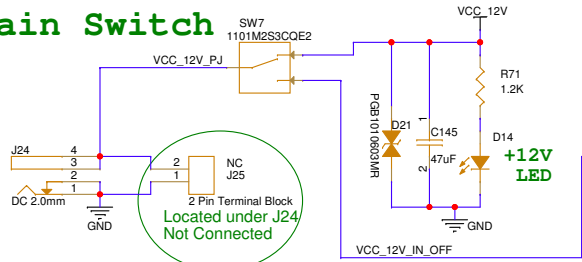 ain Switch
SW7
1101M2S3CQE2
VCC_12V
VCC_12V_PJ
R71
1.2K
PGB1010603MR
D21
1
C145
47uF
2
D14
+12V
LED
J24
4
3
2
1
DC 2.0mm
GND
2
1
NC
J25
2 Pin Terminal Block
Located under J24
Not Connected
GND
VCC_12V_IN_OFF